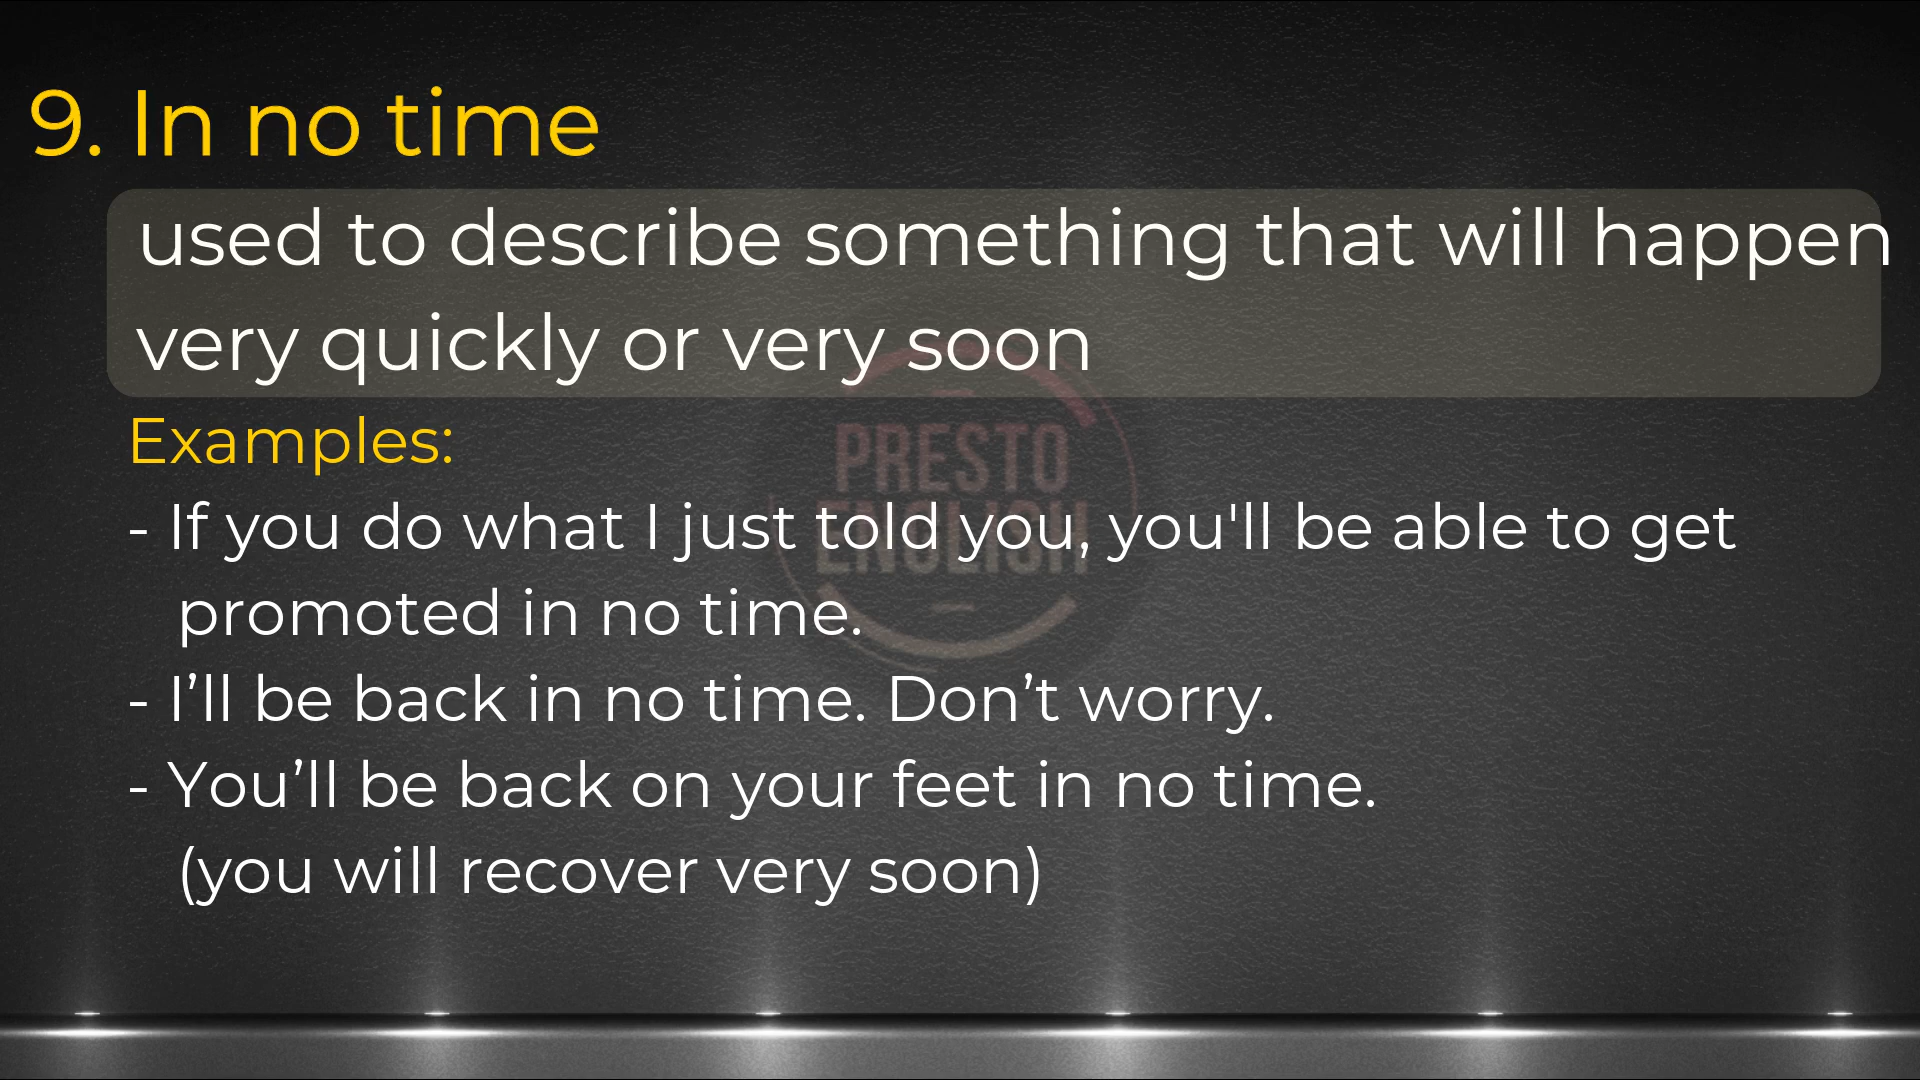 9. In no time
used to describe something that will happen
very quickly or very soon
Examples:
- If you do what I just told you, you'll be able to get
promoted in no time.
- I’ll be back in no time. Don’t worry.
- You’ll be back on your feet in no time.
(you will recover very soon)
PRESTO
ENGLISH